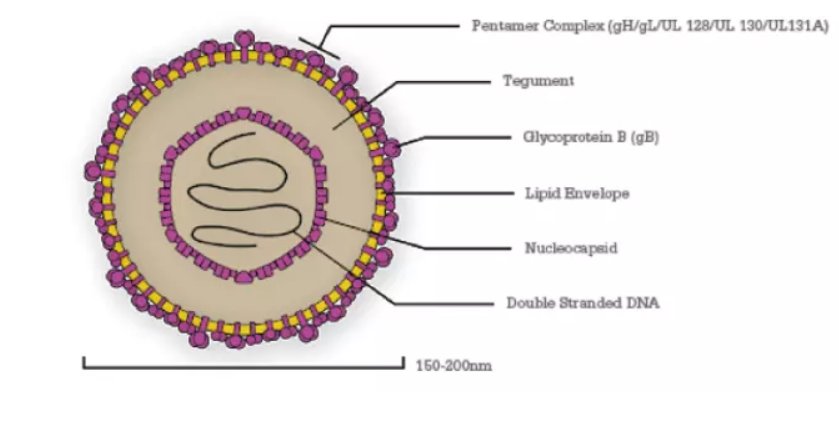 Pentamer Complex (gH/gL/UL 128/UL 130/UL131A)
Tegument
Glycoprotein B (gB)
Lipid Envelope
Nucleocapsid
Double Stranded DNA
150-200nm